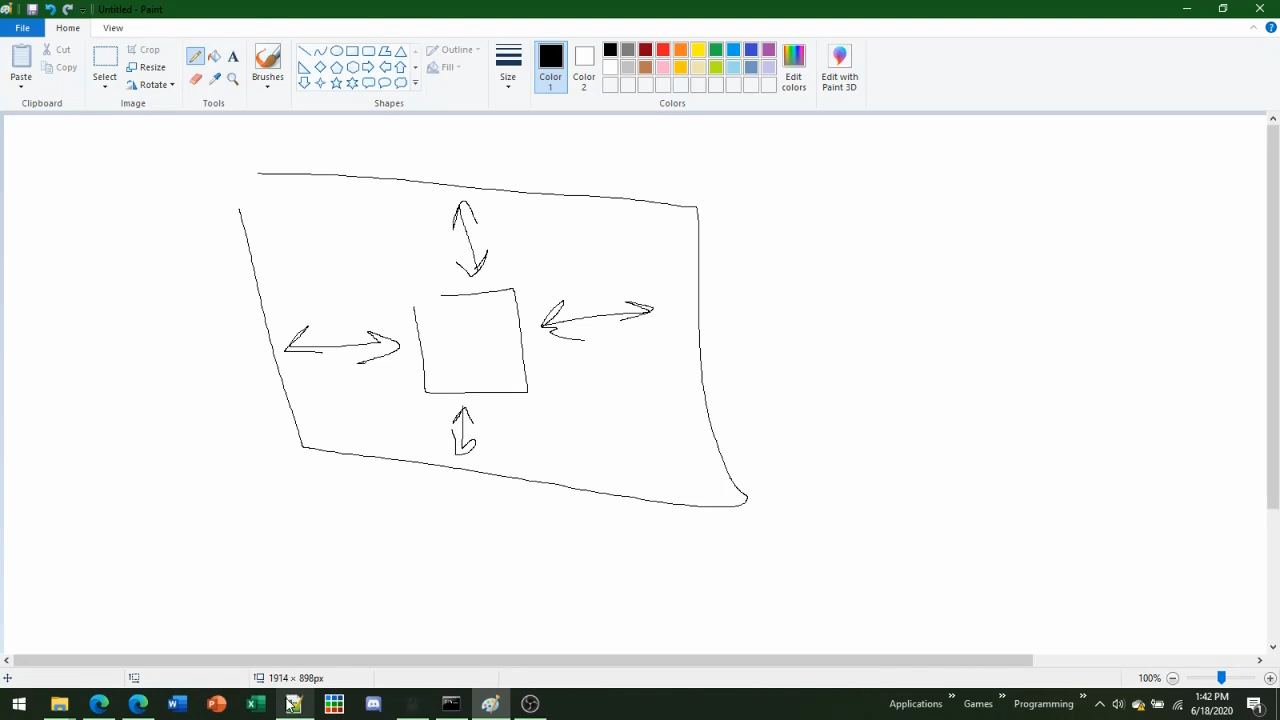 Untitled - Paint
File Home View
Paste
Cut
Copy
Clipboard
Select
Crop
Resize
Rotate
Image
A
Tools
Brushes
Outline
Fill
Shapes
Size
Color 1
Color 2
Edit colors
Colors
Edit with Paint 3D
1914 × 898px
100%
Applications » Games » Programming »
1:42 PM
6/18/2020
1